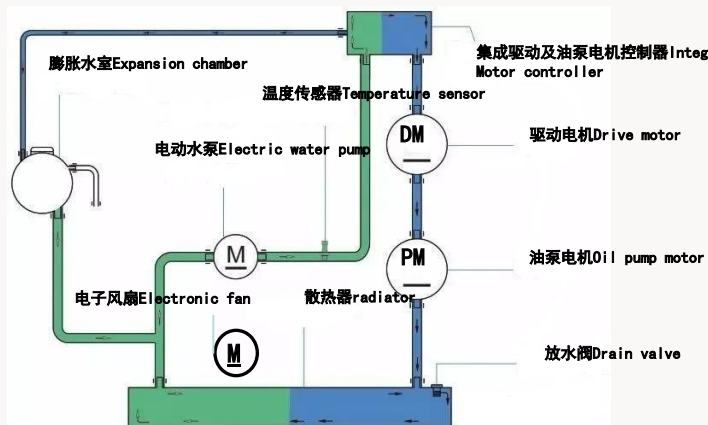 集成驱动及油泵电机控制器Integ
Motor controller
膨胀水室Expansion chamber
温度传感器Temperature sensor
DM
驱动电机Drive motor
电动水泵Electric water pump
M
PM
油泵电机Oil pump motor
电子风扇Electronic fan
散热器radiator
M
放水阀Drain valve